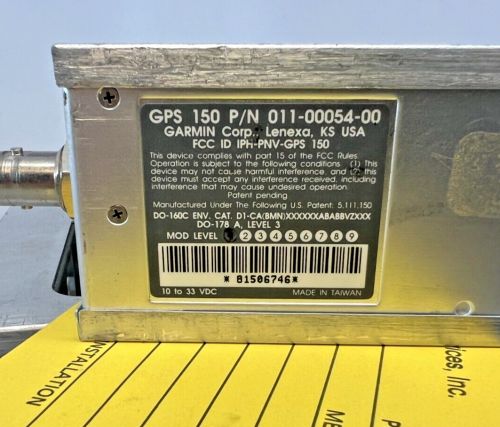 GPS 150 P/N 011-00054-00
GARMIN Corp., Lenexa, KS USA
FCC ID IPH-PNV-GPS 150
This device complies with part 15 of the FCC Rules.
Operation is subject to the following conditions. (1) This
device may not cause harmful interference, and (2) this
device must accept any interference received, including
interference that may cause undesired operation.
Patent pending
Manufactured Under The Following U.S. Patent: 5,111,150
DO-160C ENV. CAT. D1-CA(BMN)XXXXXXABABBVZXXX
DO-178 A, LEVEL 3
MOD LEVEL 2 3 4 5 6 7 8 9
* 81506746 *
10 to 33 VDC MADE IN TAIWAN
INSTALLATION
PART
M
vices, Inc.